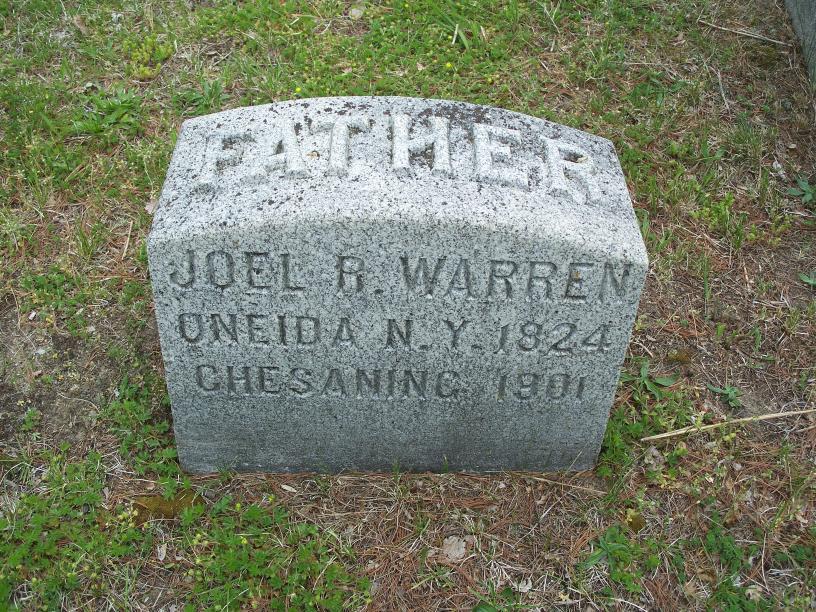 FATHER
JOEL R. WARREN
ONEIDA N.Y. 1824
CHESANING 1901